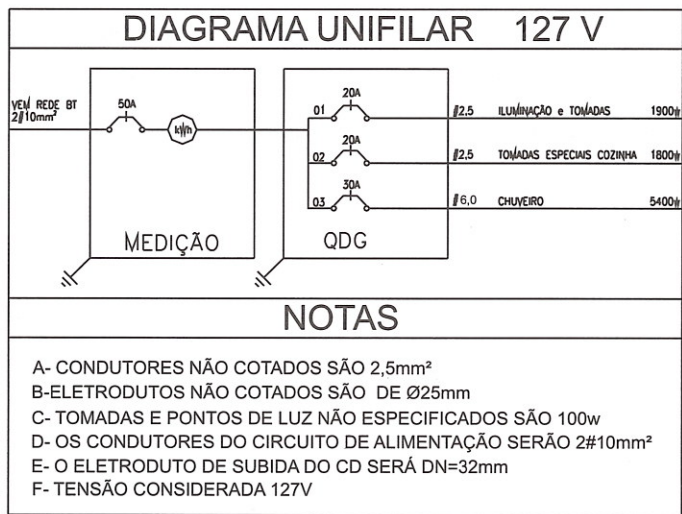 DIAGRAMA UNIFILAR 127 V
VEM REDE BT
2#10mm²
50A
kWh
MEDIÇÃO
QDG
01 20A #2,5 ILUMINAÇÃO e TOMADAS 1900w
02 20A #2,5 TOMADAS ESPECIAIS COZINHA 1800w
03 30A #6,0 CHUVEIRO 5400w
NOTAS
A- CONDUTORES NÃO COTADOS SÃO 2,5mm²
B-ELETRODUTOS NÃO COTADOS SÃO DE Ø25mm
C- TOMADAS E PONTOS DE LUZ NÃO ESPECIFICADOS SÃO 100w
D- OS CONDUTORES DO CIRCUITO DE ALIMENTAÇÃO SERÃO 2#10mm²
E- O ELETRODUTO DE SUBIDA DO CD SERÁ DN=32mm
F- TENSÃO CONSIDERADA 127V